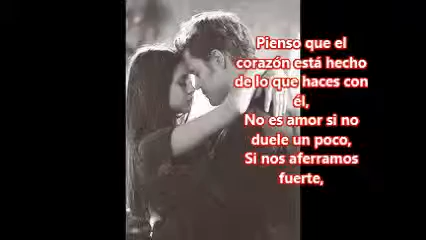 Pienso que el
corazón está hecho
de lo que haces con
él,
No es amor si no
duele un poco,
Si nos aferramos
fuerte,